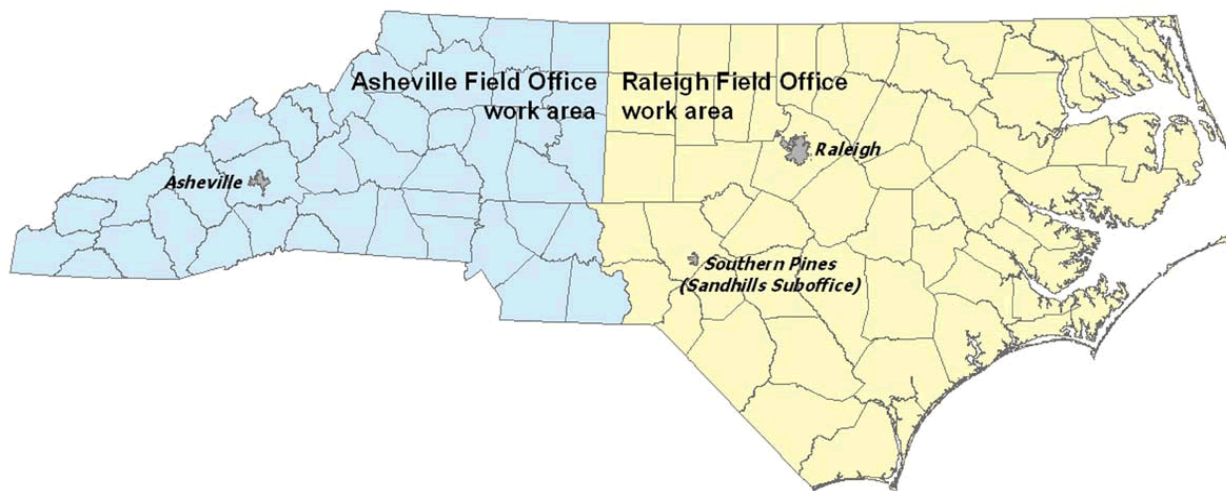 Asheville Field Office
work area
Raleigh Field Office
work area
Raleigh
Asheville
Southern Pines
(Sandhills Suboffice)